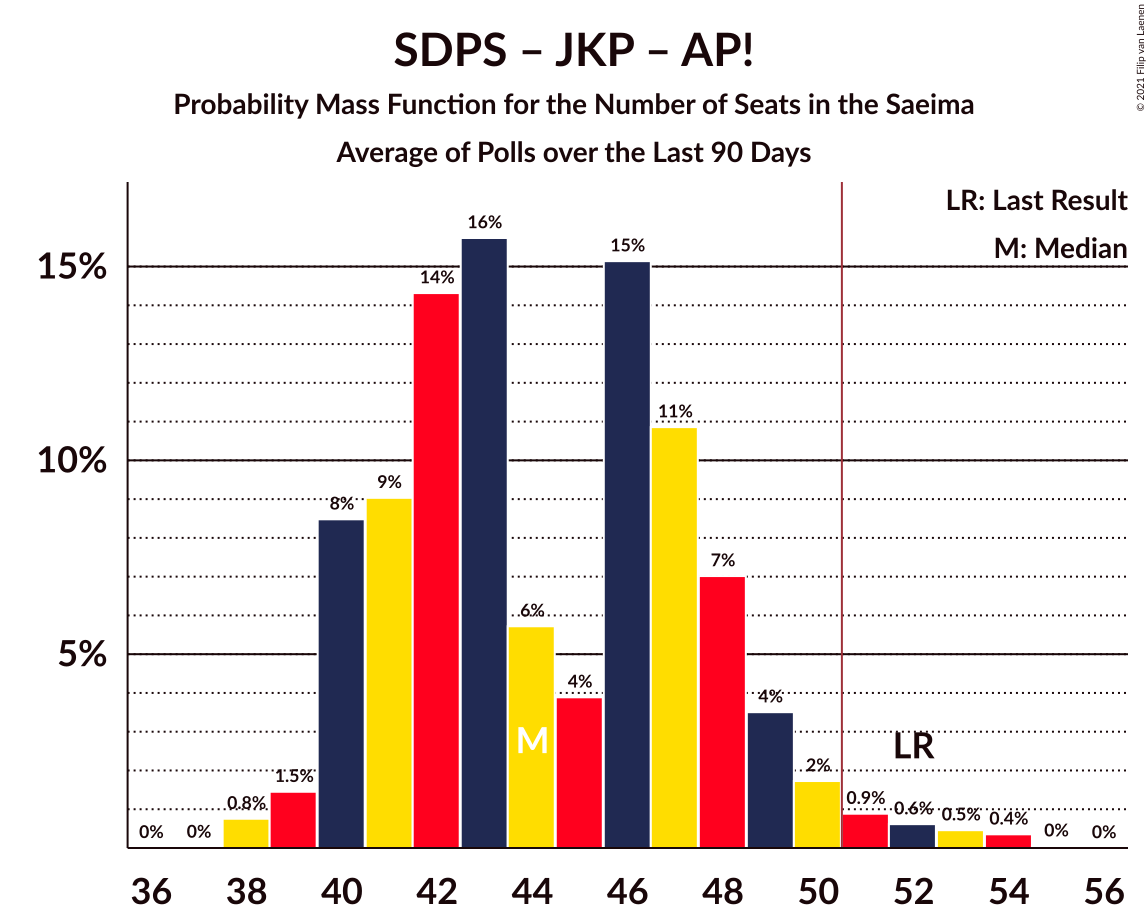 SDPS – JKP – AP!
Probability Mass Function for the Number of Seats in the Saeima
Average of Polls over the Last 90 Days
© 2021 Filip van Laenen
LR: Last Result
M: Median
15%
10%
5%
0%
0%
0.8%
1.5%
8%
9%
14%
16%
6%
4%
15%
11%
7%
4%
2%
0.9%
0.6%
0.5%
0.4%
0%
0%
M
LR
36 38 40 42 44 46 48 50 52 54 56